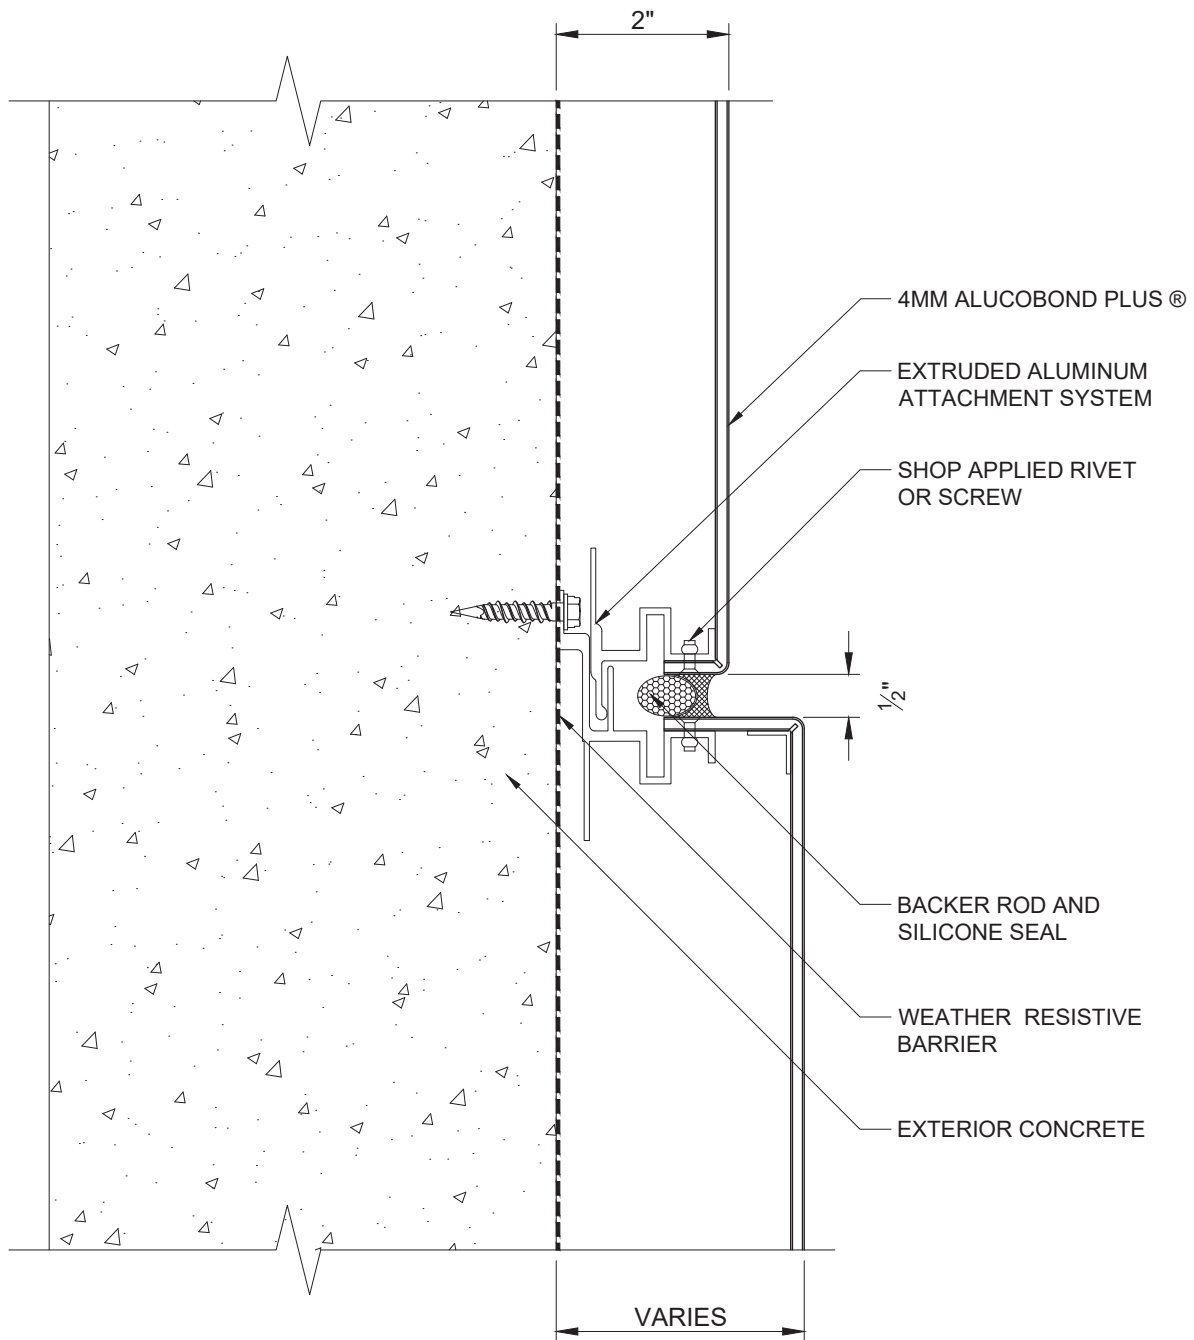 2"
4MM ALUCOBOND PLUS ®
EXTRUDED ALUMINUM
ATTACHMENT SYSTEM
SHOP APPLIED RIVET
OR SCREW
½"
BACKER ROD AND
SILICONE SEAL
WEATHER RESISTIVE
BARRIER
EXTERIOR CONCRETE
VARIES